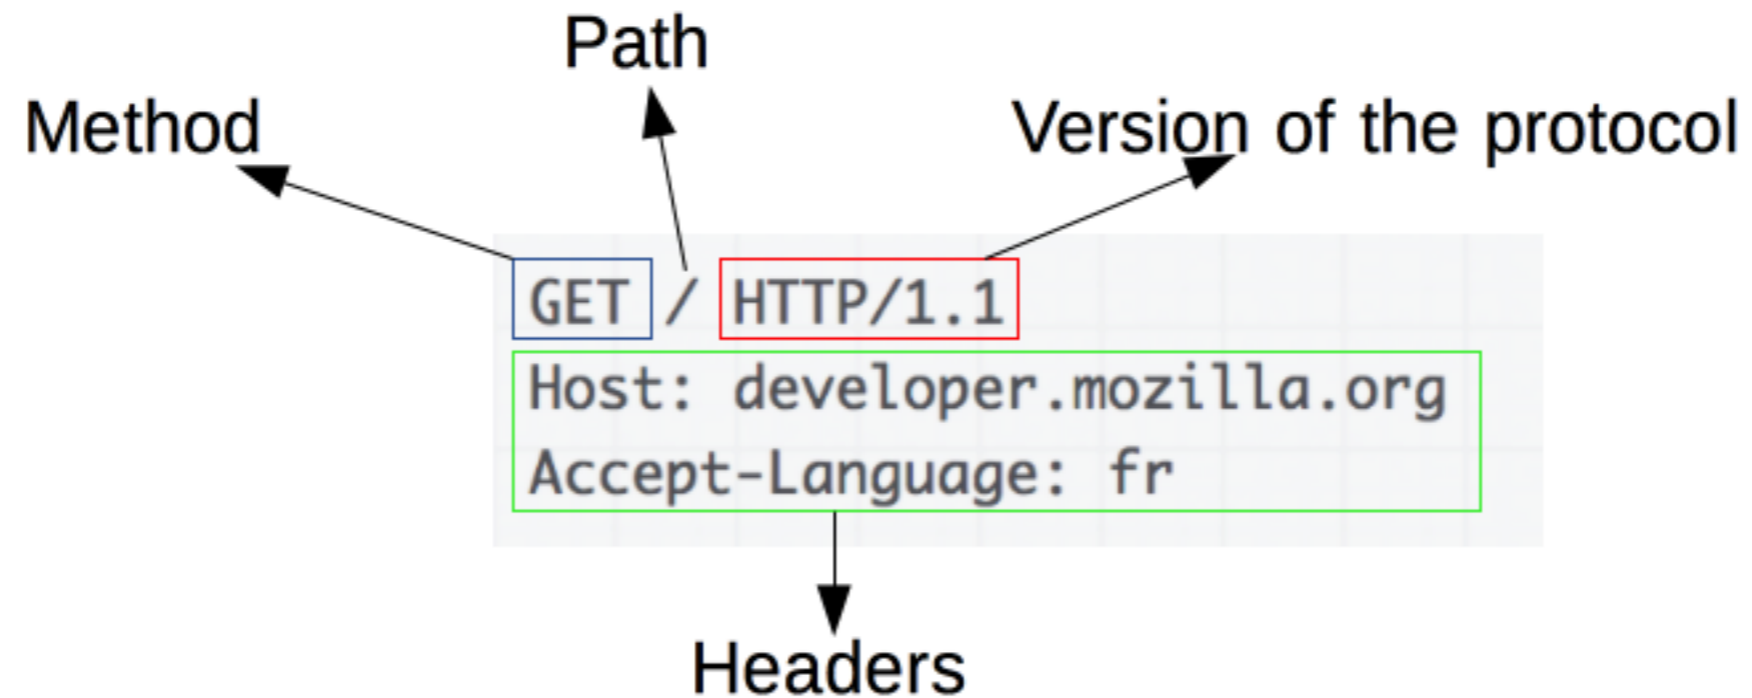 Path
Method
Version of the protocol
GET / HTTP/1.1
Host: developer.mozilla.org
Accept-Language: fr
Headers